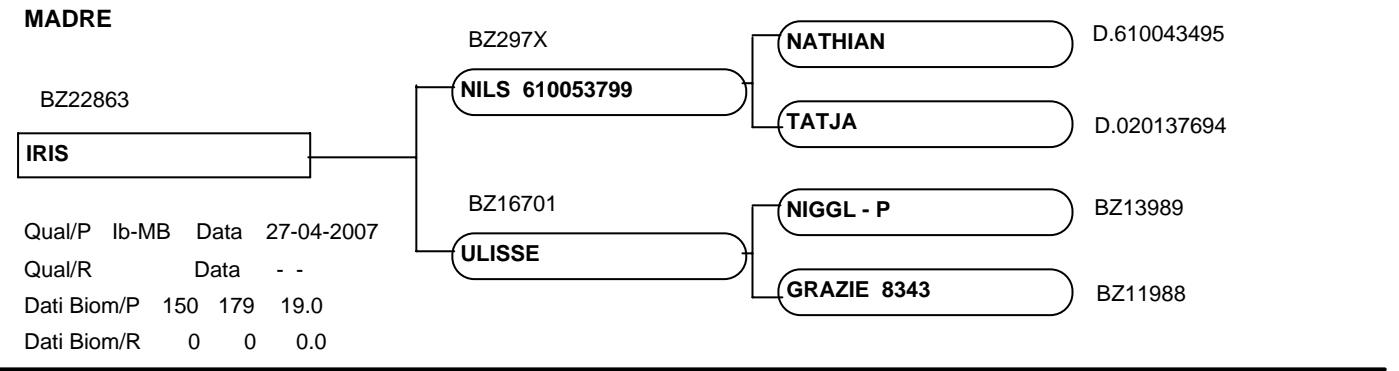 MADRE
BZ22863
IRIS
Qual/P Ib-MB Data 27-04-2007
Qual/R Data - -
Dati Biom/P 150 179 19.0
Dati Biom/R 0 0 0.0
BZ297X
NILS 610053799
BZ16701
ULISSE
NATHIAN D.610043495
TATJA D.020137694
NIGGL - P BZ13989
GRAZIE 8343 BZ11988